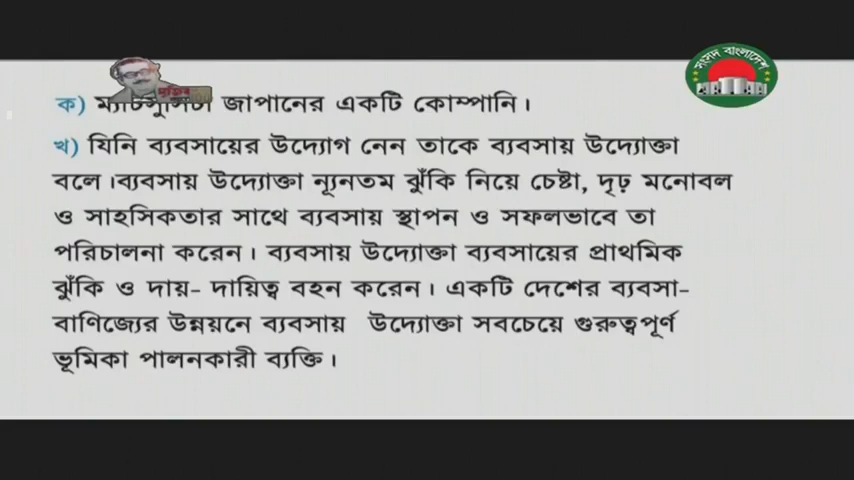 সংসদ বাংলাদেশ
মুজিব
ক) ম্যাটসুসিটা জাপানের একটি কোম্পানি।
খ) যিনি ব্যবসায়ের উদ্যোগ নেন তাকে ব্যবসায় উদ্যোক্তা
বলে।ব্যবসায় উদ্যোক্তা ন্যূনতম ঝুঁকি নিয়ে চেষ্টা, দৃঢ় মনোবল
ও সাহসিকতার সাথে ব্যবসায় স্থাপন ও সফলভাবে তা
পরিচালনা করেন। ব্যবসায় উদ্যোক্তা ব্যবসায়ের প্রাথমিক
ঝুঁকি ও দায়- দায়িত্ব বহন করেন। একটি দেশের ব্যবসা-
বাণিজ্যের উন্নয়নে ব্যবসায় উদ্যোক্তা সবচেয়ে গুরুত্বপূর্ণ
ভূমিকা পালনকারী ব্যক্তি।